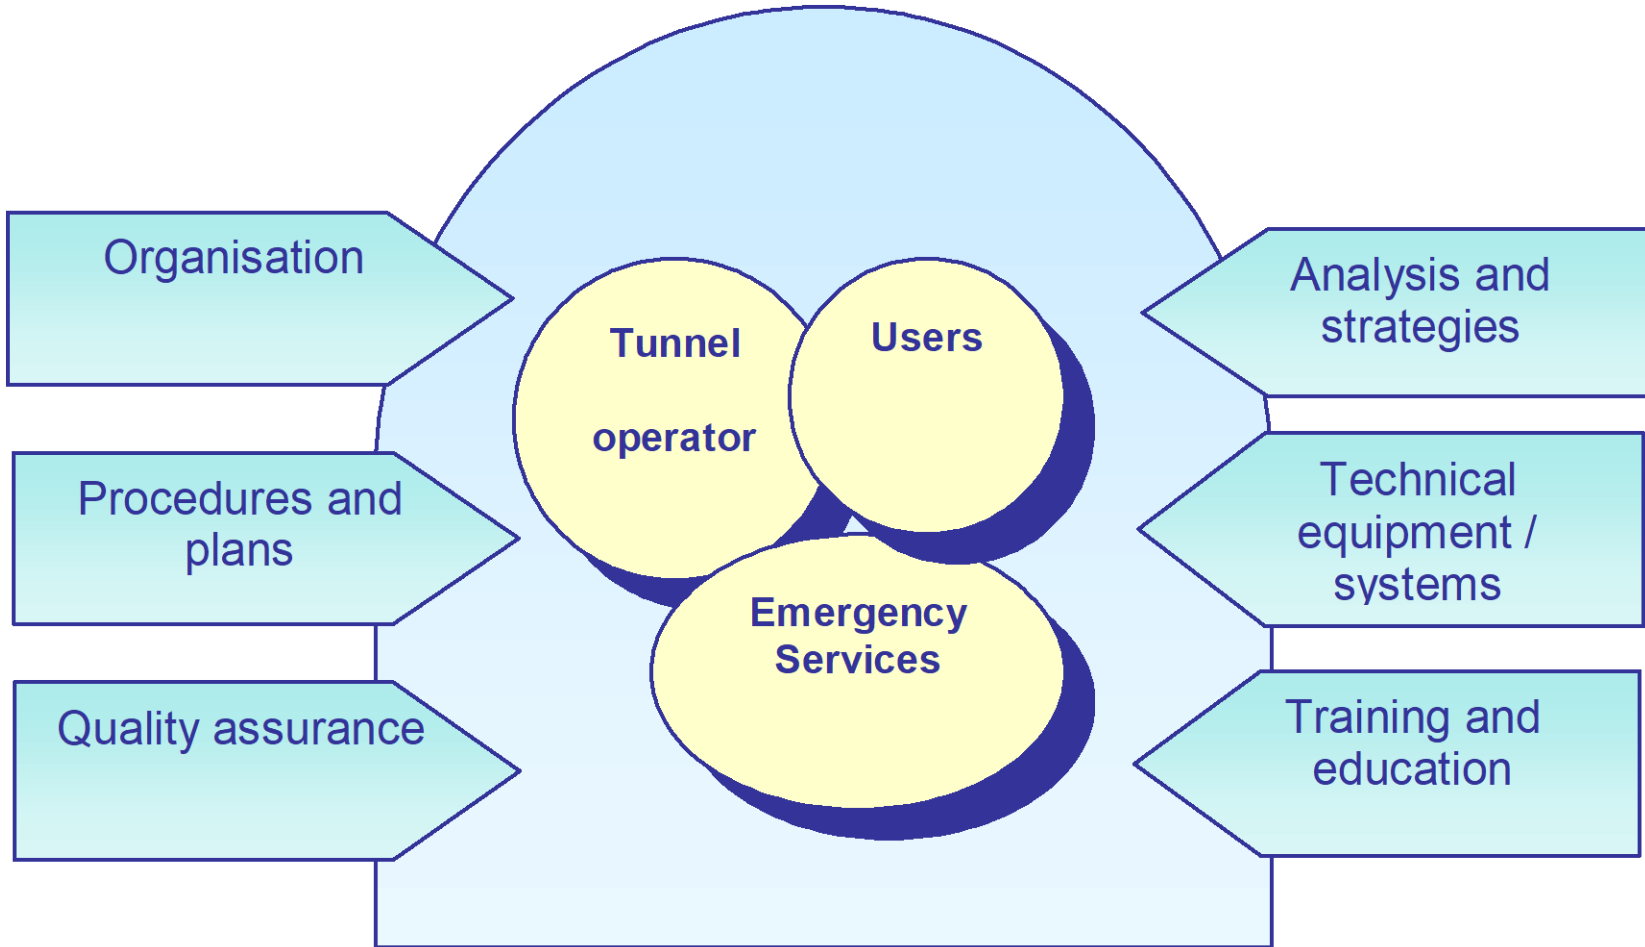 Organisation
Procedures and
plans
Quality assurance
Tunnel
operator
Users
Emergency
Services
Analysis and
strategies
Technical
equipment /
systems
Training and
education